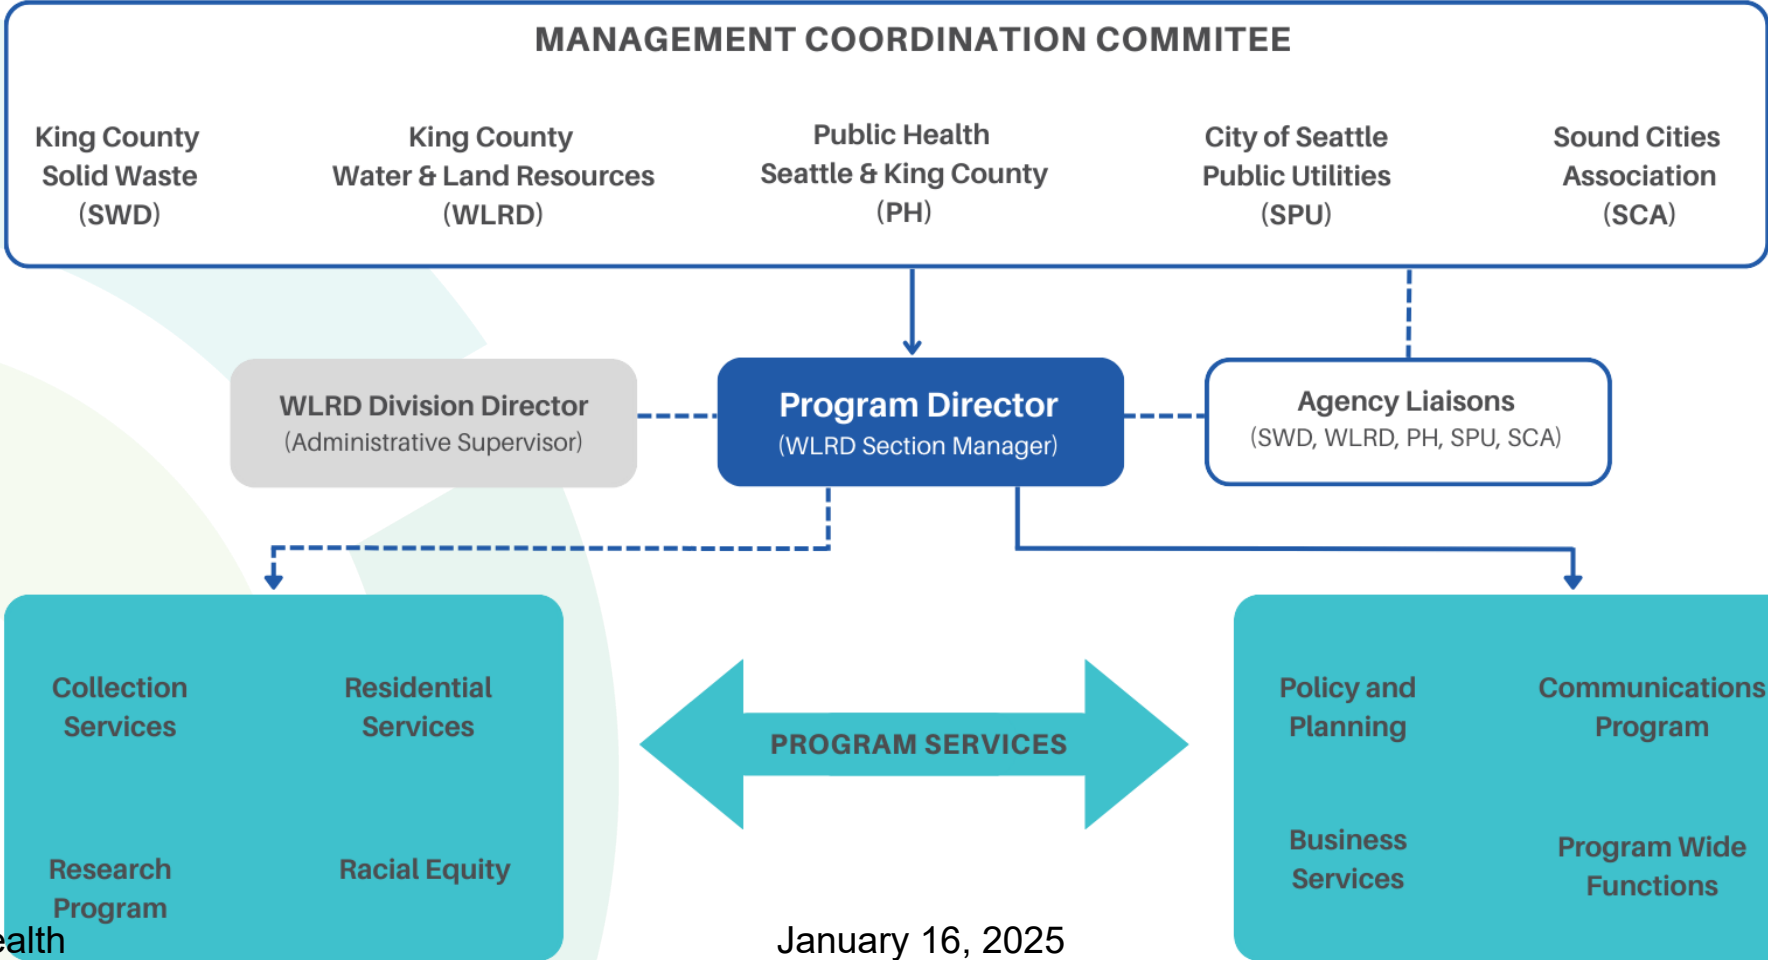 MANAGEMENT COORDINATION COMMITEE
King County
Solid Waste
(SWD)
King County
Water & Land Resources
(WLRD)
Public Health
Seattle & King County
(PH)
City of Seattle
Public Utilities
(SPU)
Sound Cities
Association
(SCA)
WLRD Division Director
(Administrative Supervisor)
Program Director
(WLRD Section Manager)
Agency Liaisons
(SWD, WLRD, PH, SPU, SCA)
Collection
Services
Residential
Services
Research
Program
Racial Equity
PROGRAM SERVICES
Policy and
Planning
Communications
Program
Business
Services
Program Wide
Functions
ealth
January 16, 2025